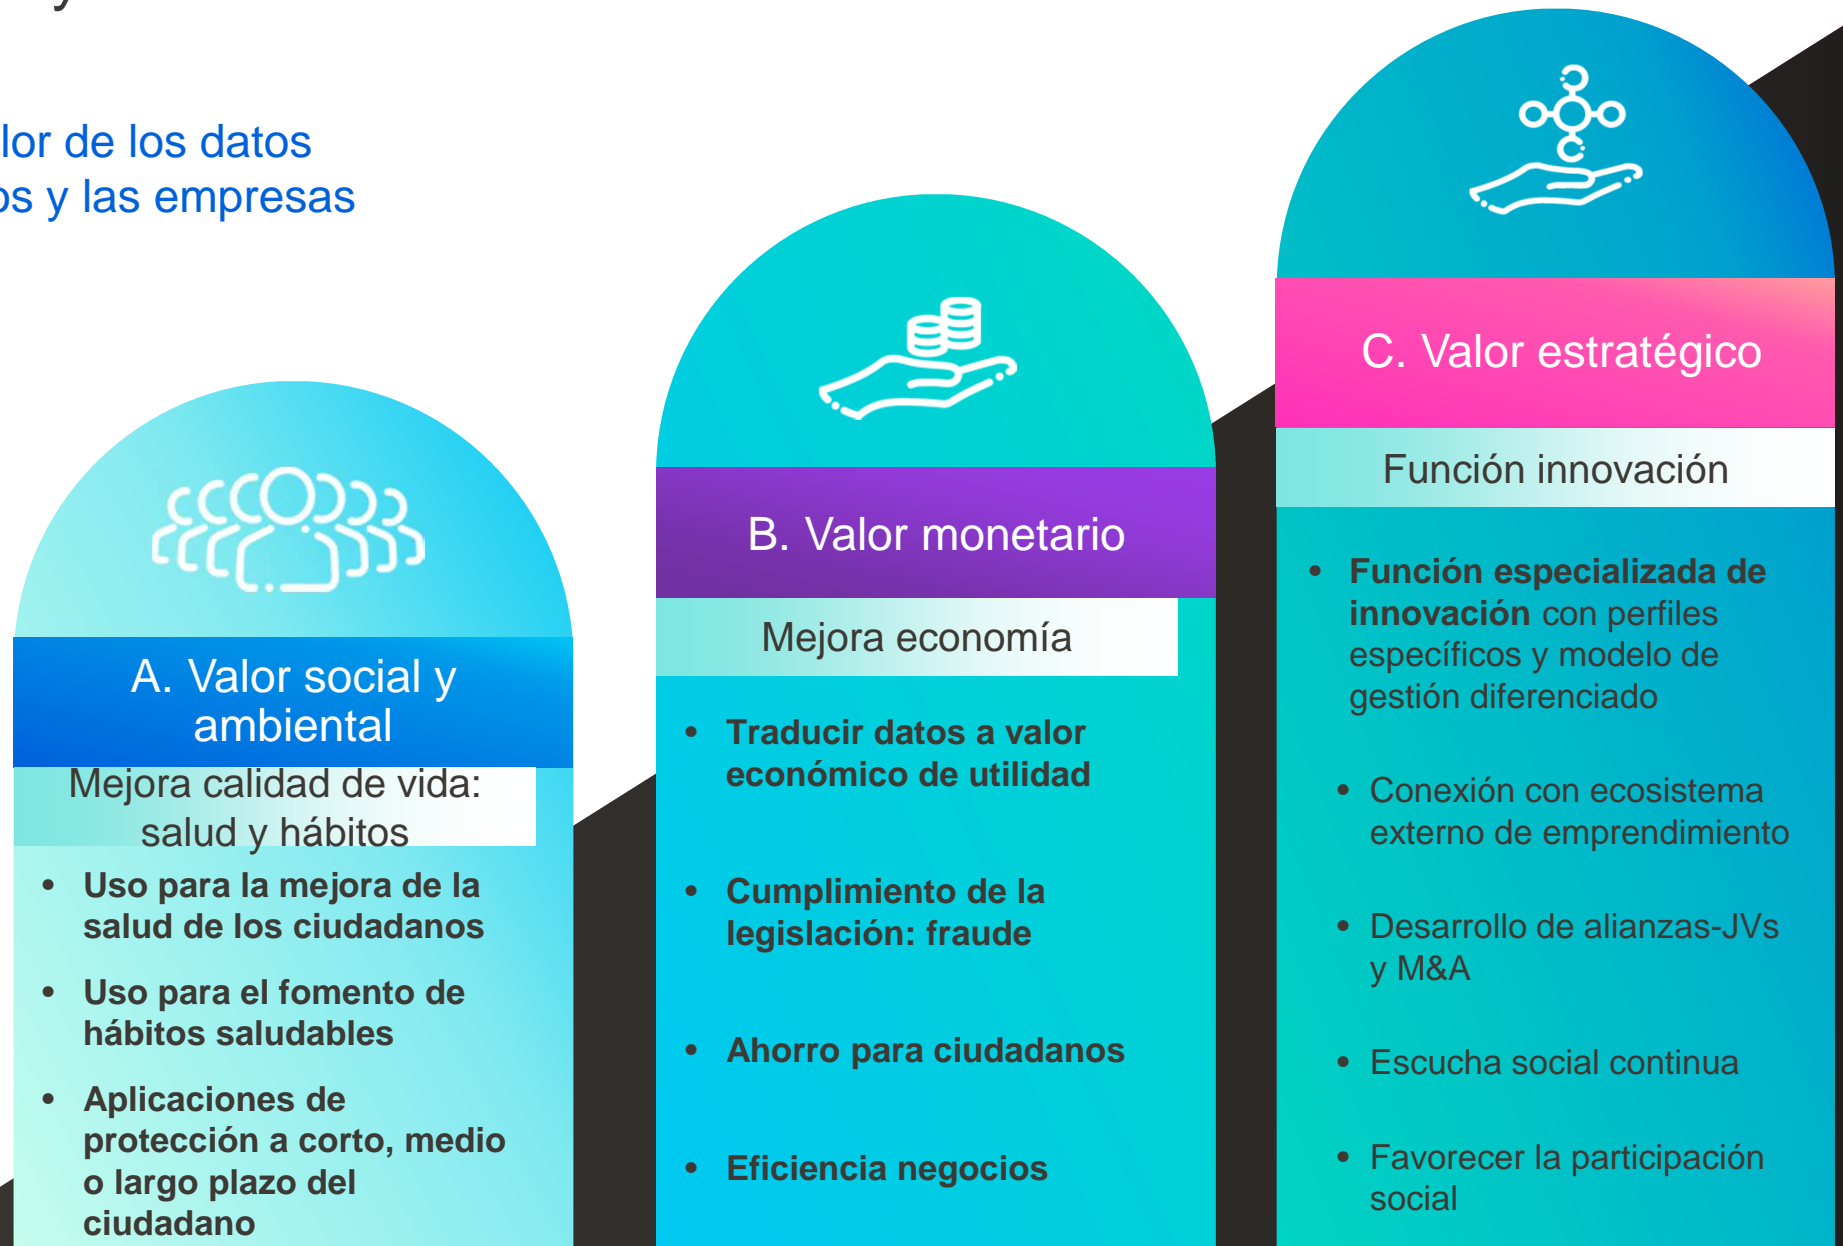 lor de los datos
os y las empresas
A. Valor social y
ambiental
Mejora calidad de vida:
salud y hábitos
• Uso para la mejora de la
salud de los ciudadanos
• Uso para el fomento de
hábitos saludables
• Aplicaciones de
protección a corto, medio
o largo plazo del
ciudadano
B. Valor monetario
Mejora economía
• Traducir datos a valor
económico de utilidad
• Cumplimiento de la
legislación: fraude
• Ahorro para ciudadanos
• Eficiencia negocios
C. Valor estratégico
Función innovación
• Función especializada de
innovación con perfiles
específicos y modelo de
gestión diferenciado
• Conexión con ecosistema
externo de emprendimiento
• Desarrollo de alianzas-JVs
y M&A
• Escucha social continua
• Favorecer la participación
social